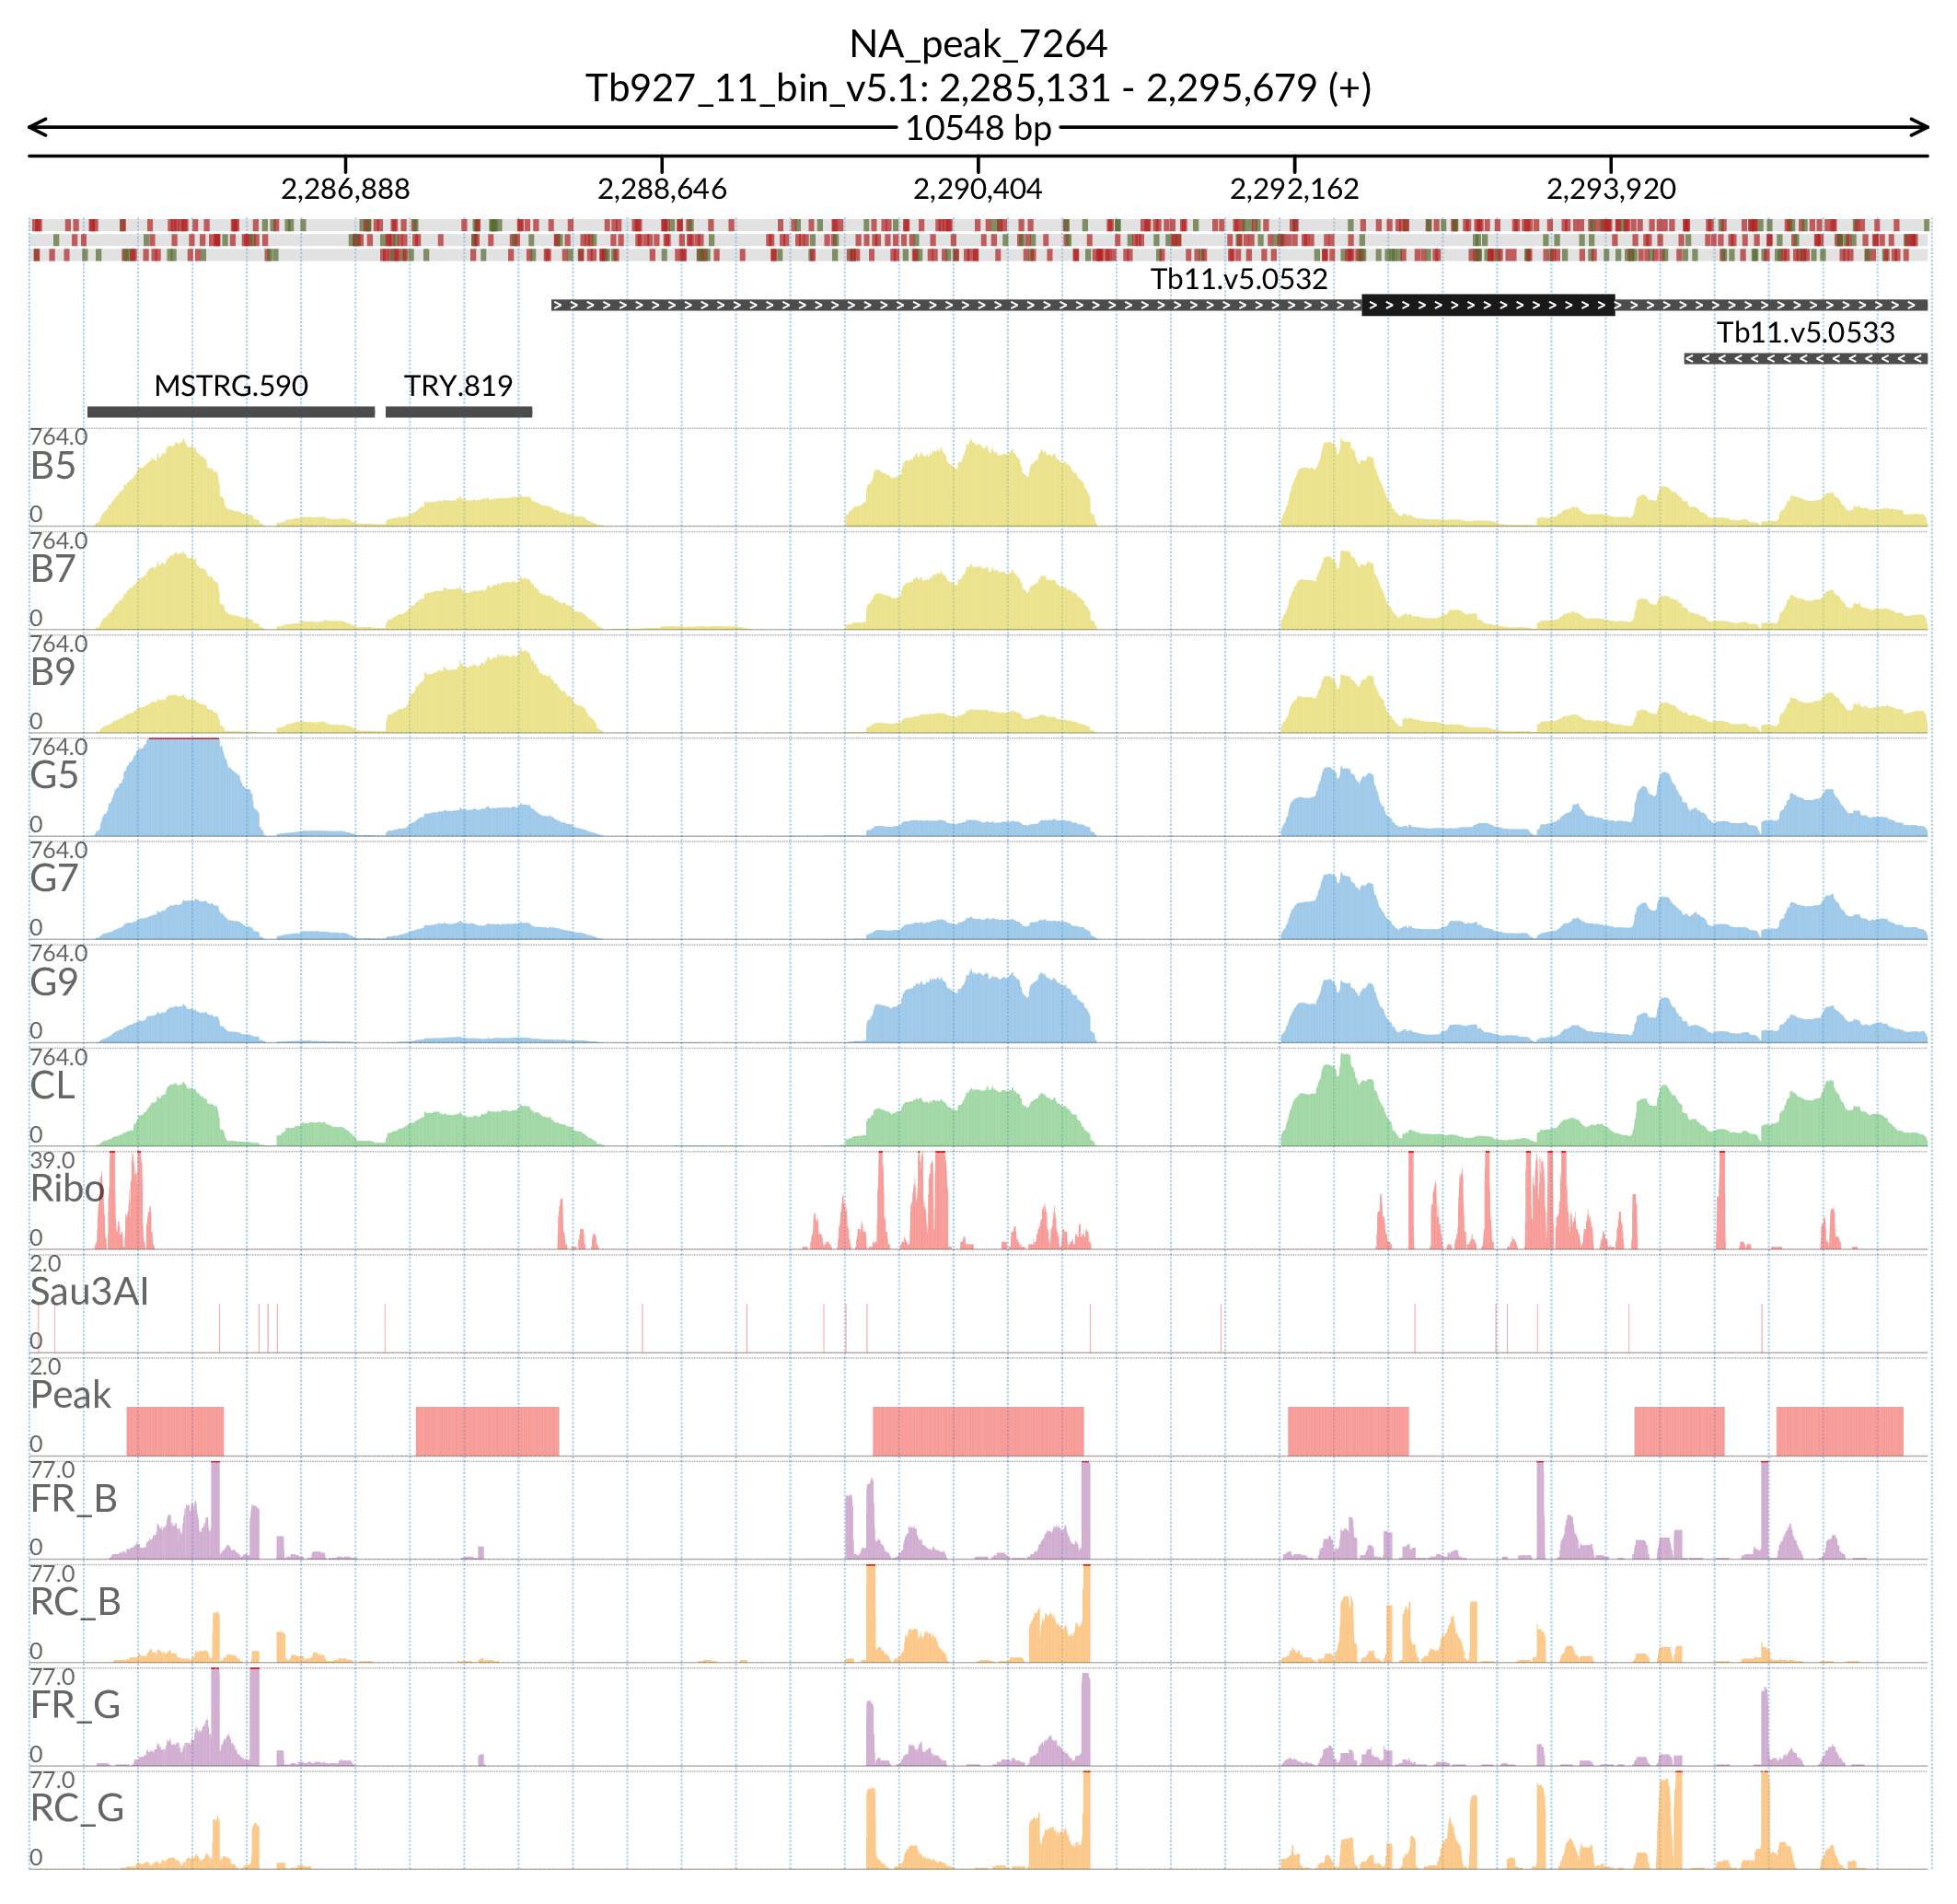 NA_peak_7264
Tb927_11_bin_v5.1: 2,285,131 - 2,295,679 (+)
10548 bp
2,286,888 2,288,646 2,290,404 2,292,162 2,293,920
Tb11.v5.0532
Tb11.v5.0533
MSTRG.590 TRY.819
764.0
B5
0
764.0
B7
0
764.0
B9
0
764.0
G5
0
764.0
G7
0
764.0
G9
0
764.0
CL
0
39.0
Ribo
0
2.0
Sau3AI
0
2.0
Peak
0
77.0
FR_B
0
77.0
RC_B
0
77.0
FR_G
0
77.0
RC_G
0